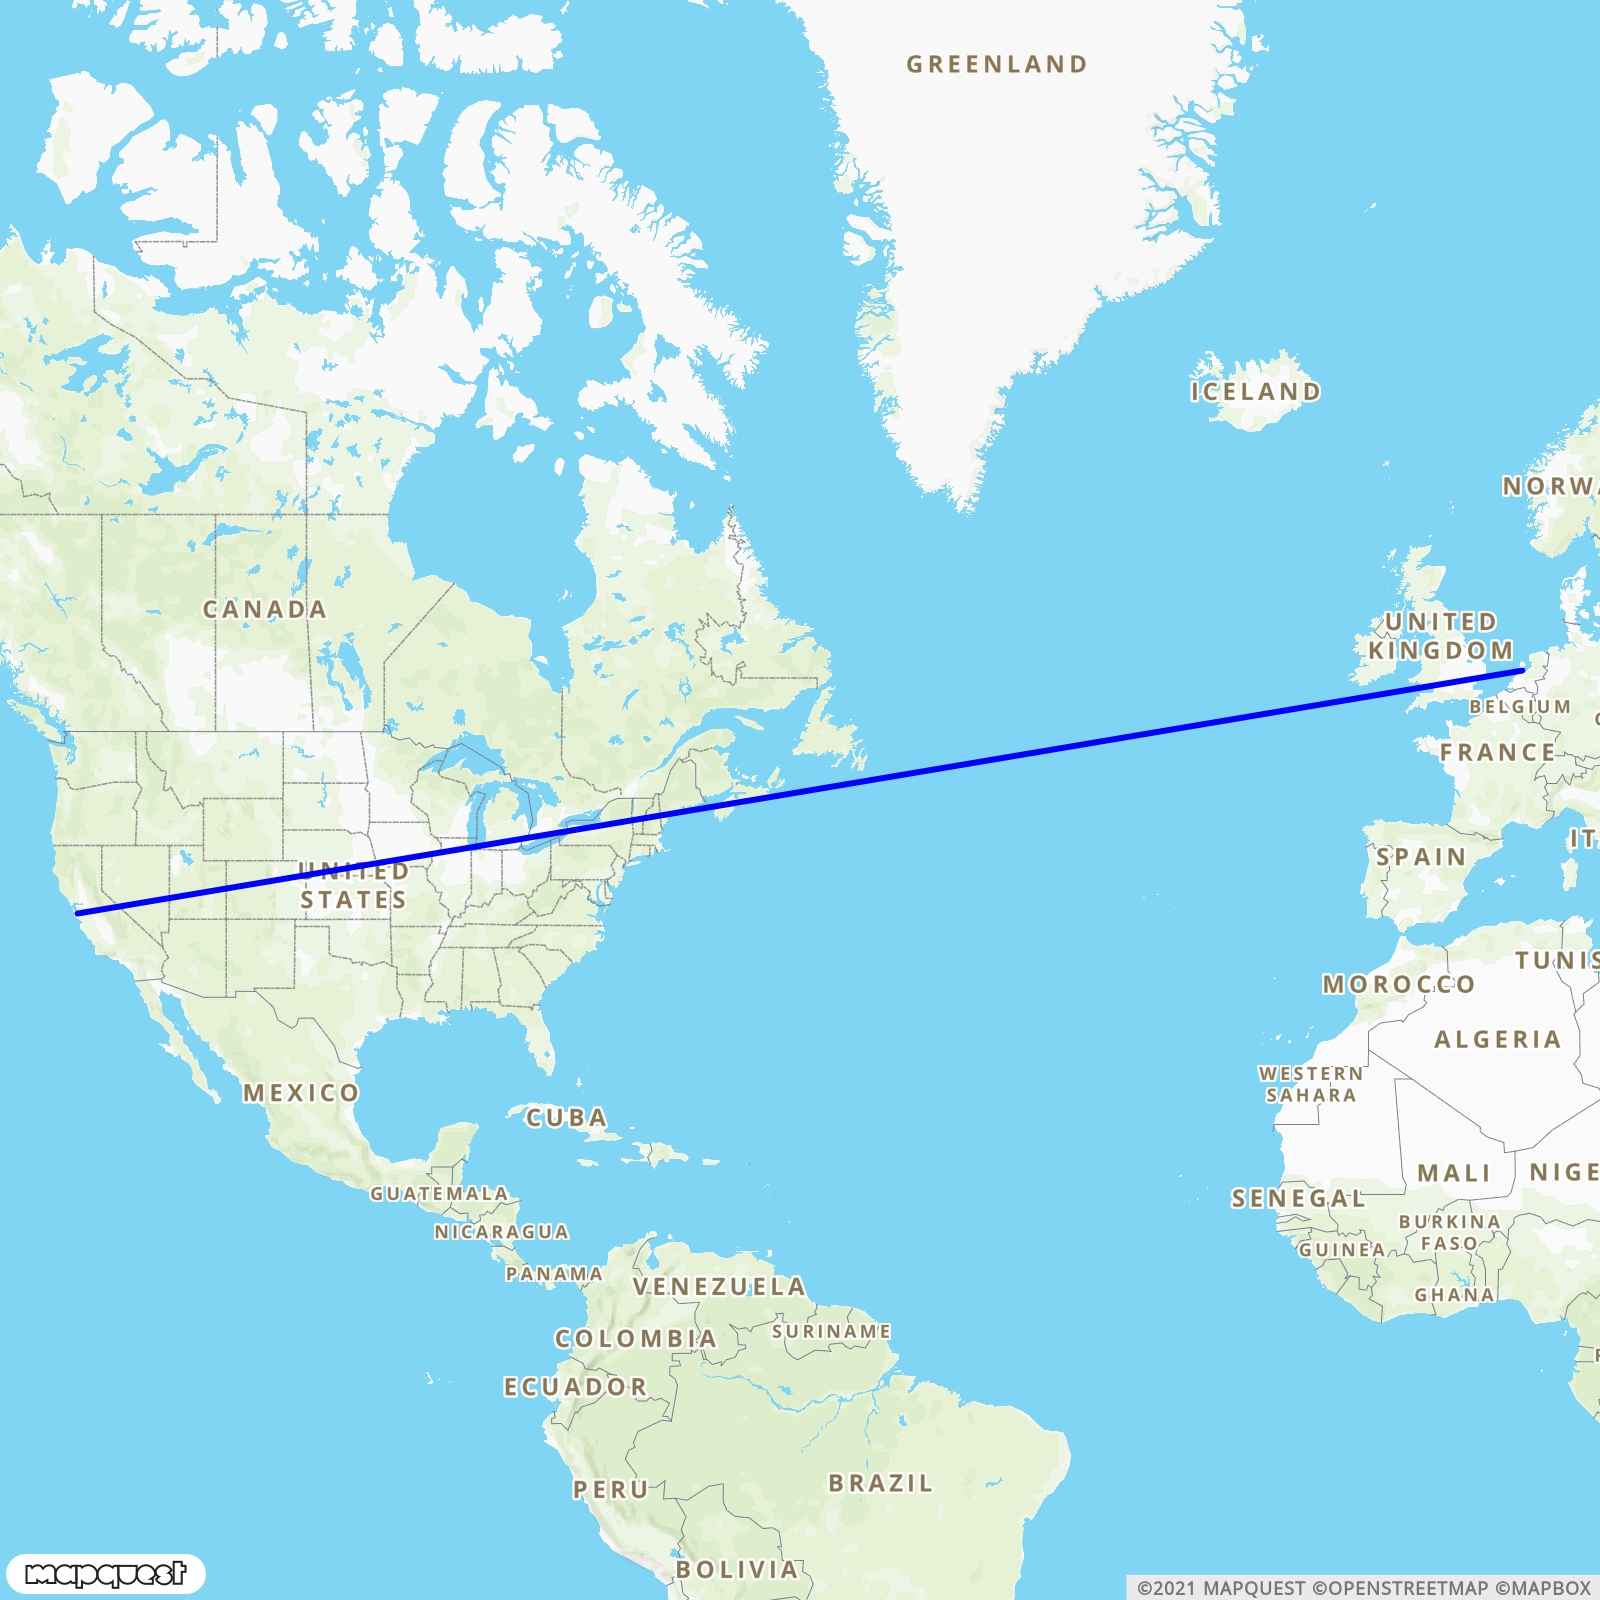 GREENLAND
ICELAND
NORWA
CANADA
UNITED
KINGDOM
BELGIUM
FRANCE
UNITED
STATES
SPAIN
IT
TUNIS
MOROCCO
ALGERIA
WESTERN
SAHARA
MEXICO
CUBA
MALI
NIGE
GUATEMALA
SENEGAL
NICARAGUA
BURKINA
FASO
GUINEA
PANAMA
VENEZUELA
GHANA
COLOMBIA
SURINAME
ECUADOR
PERU
BRAZIL
BOLIVIA
mapquest
©2021 MAPQUEST ©OPENSTREETMAP ©MAPBOX